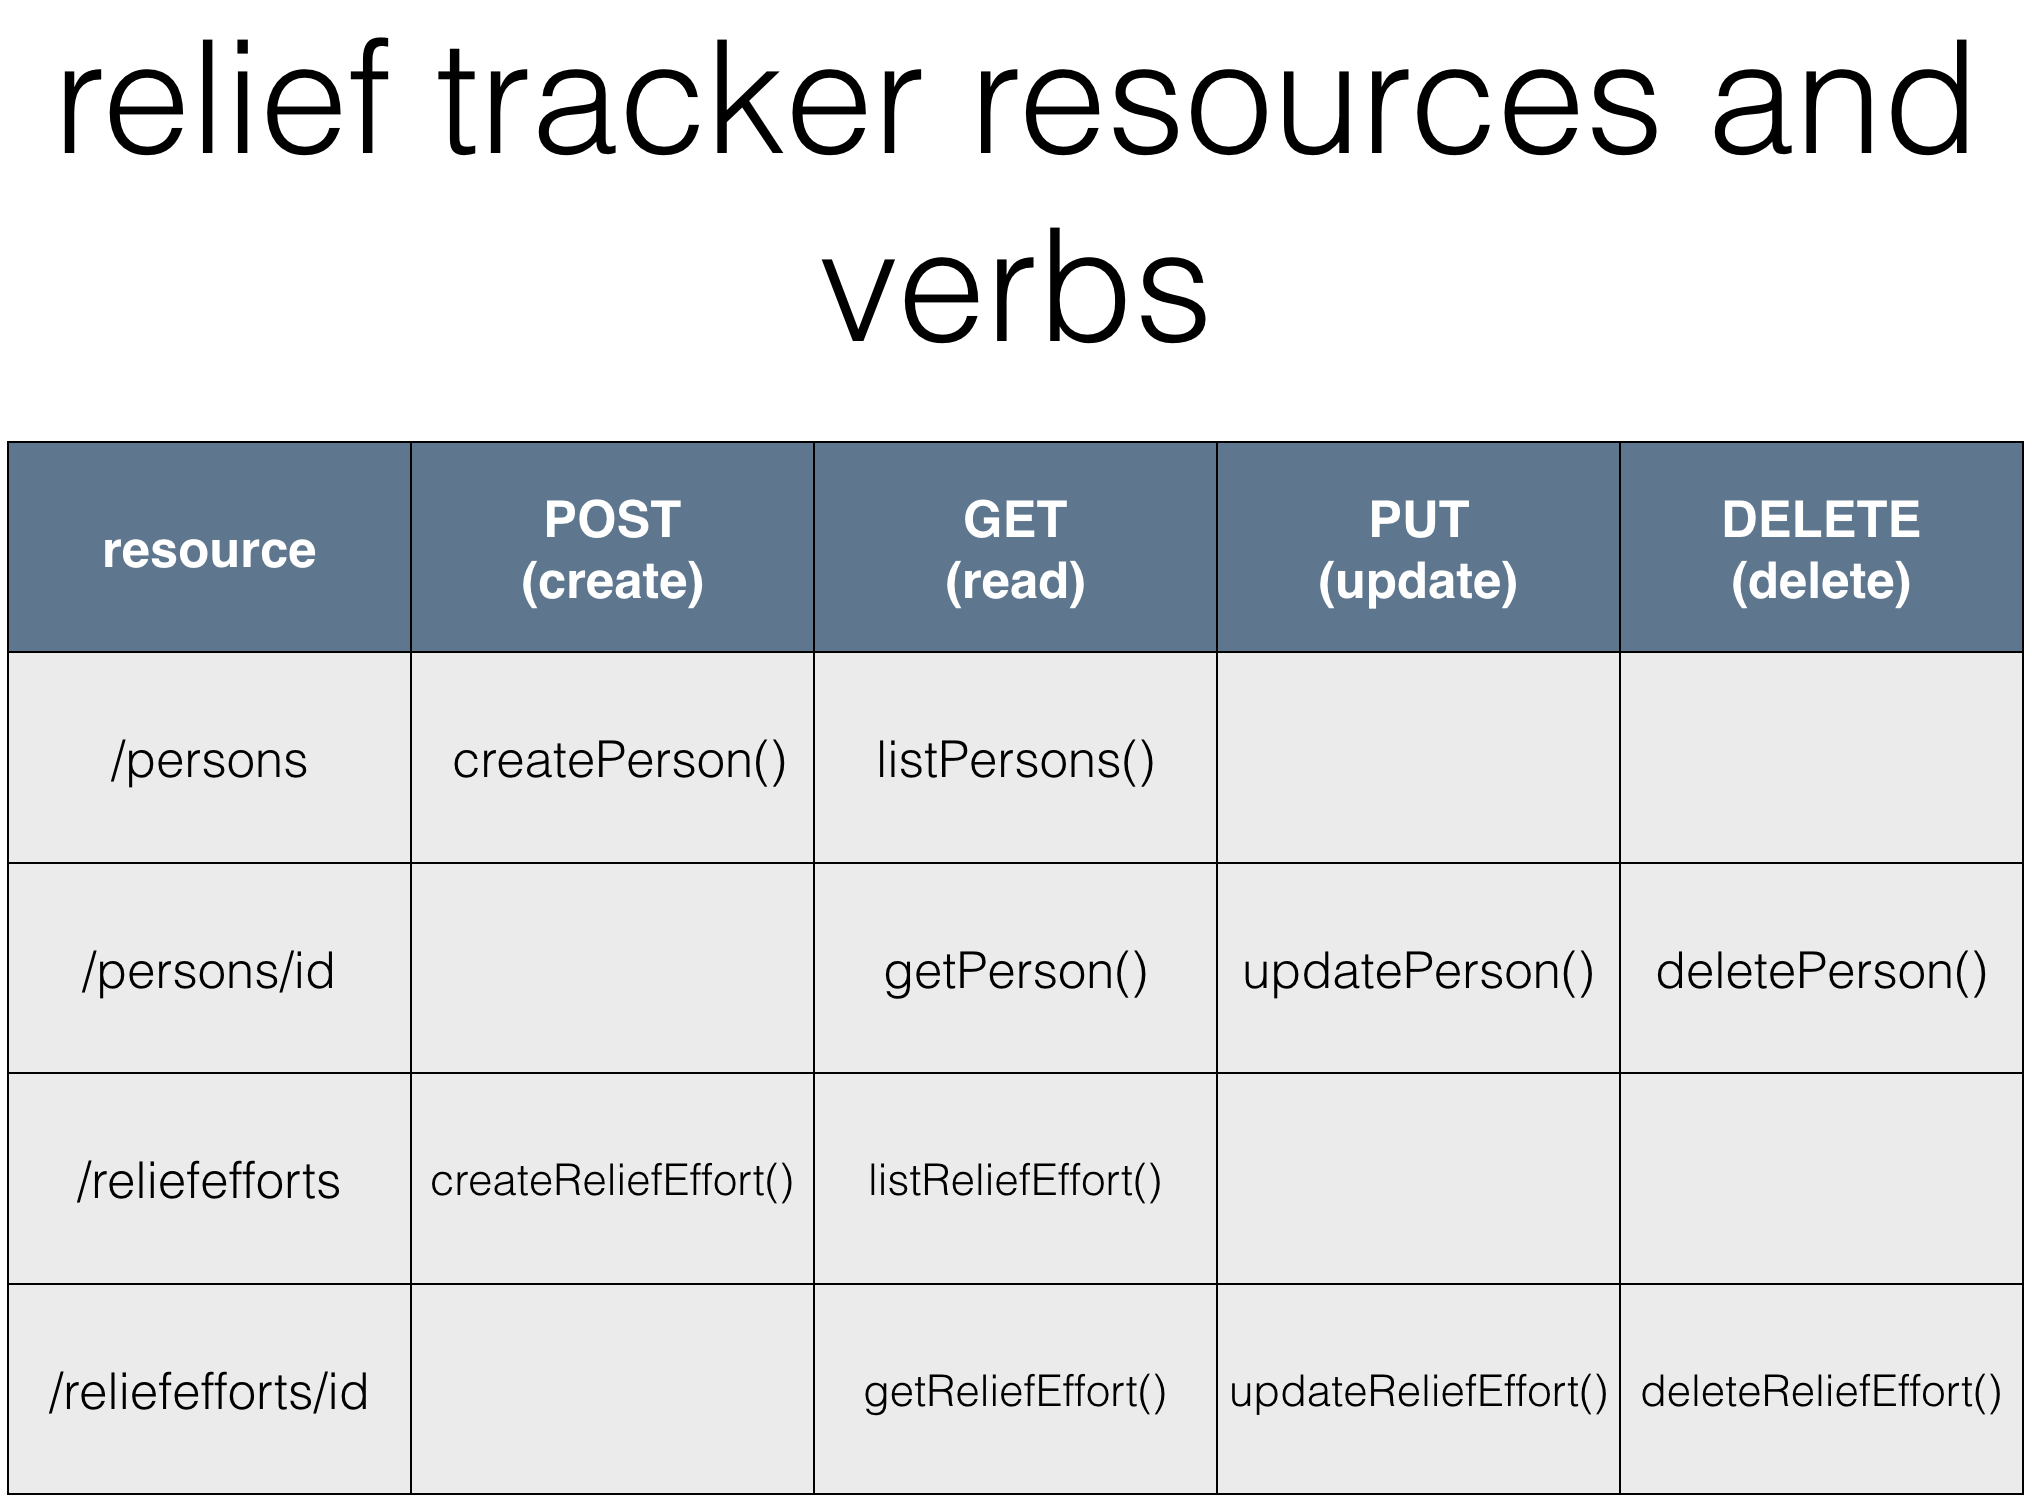 relief tracker resources and
verbs
resource
POST
(create)
GET
(read)
PUT
(update)
DELETE
(delete)
/persons
createPerson()
listPersons()
/persons/id
getPerson()
updatePerson()
deletePerson()
/reliefefforts
createReliefEffort()
listReliefEffort()
/reliefefforts/id
getReliefEffort()
updateReliefEffort()
deleteReliefEffort()